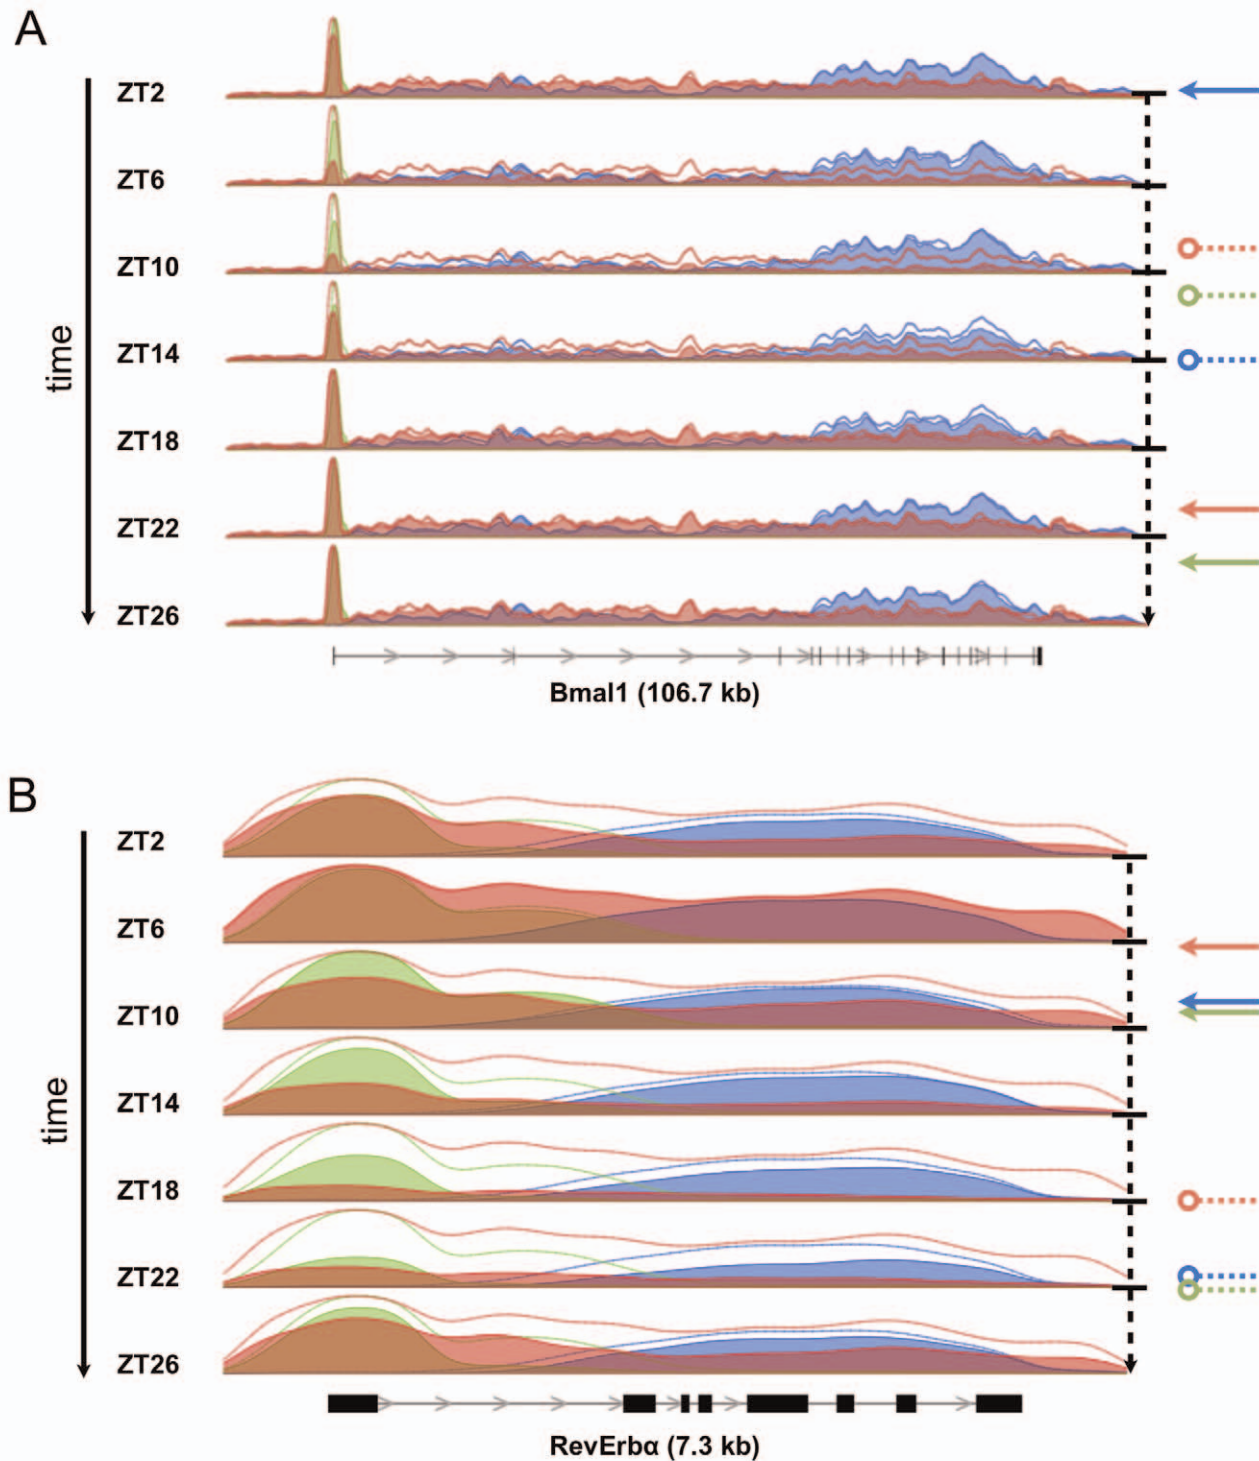 A
ZT2
ZT6
ZT10
ZT14
ZT18
ZT22
ZT26
time
Bmal1 (106.7 kb)
B
ZT2
ZT6
ZT10
ZT14
ZT18
ZT22
ZT26
time
RevErbα (7.3 kb)